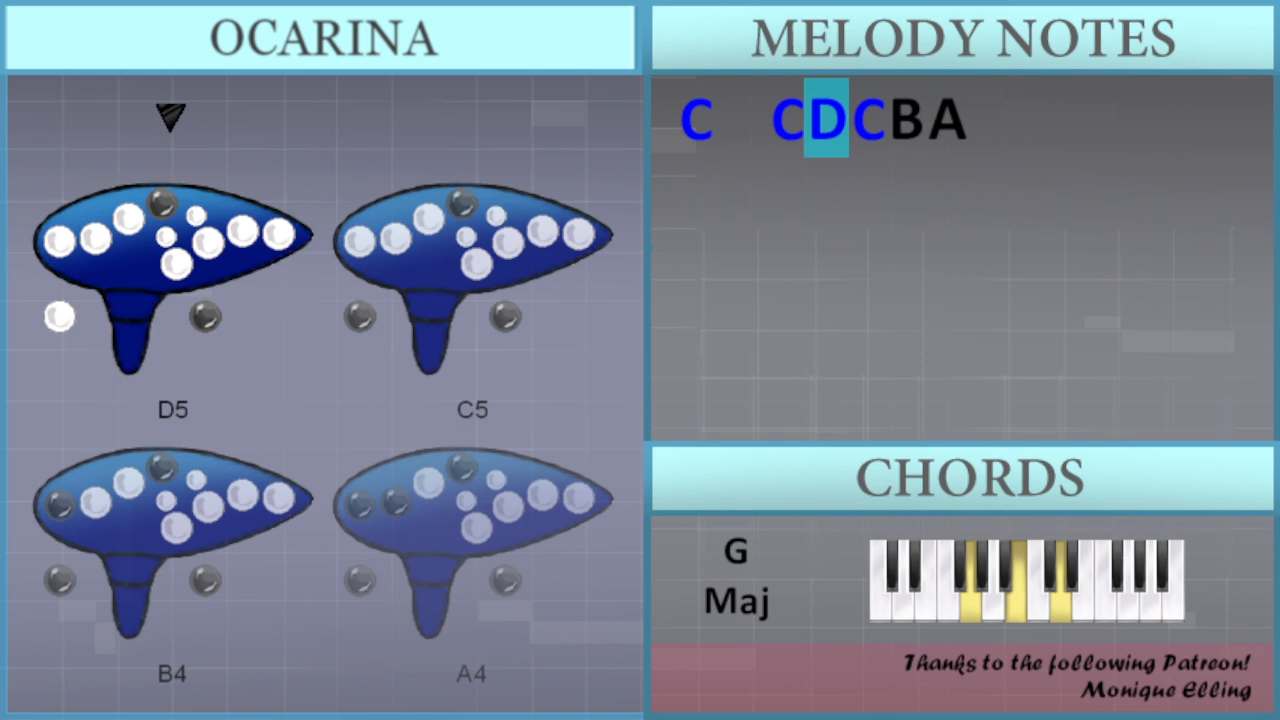 OCARINA
D5
C5
B4
A4
MELODY NOTES
C CDCBA
CHORDS
G
Maj
Thanks to the following Patreon!
Monique Elling